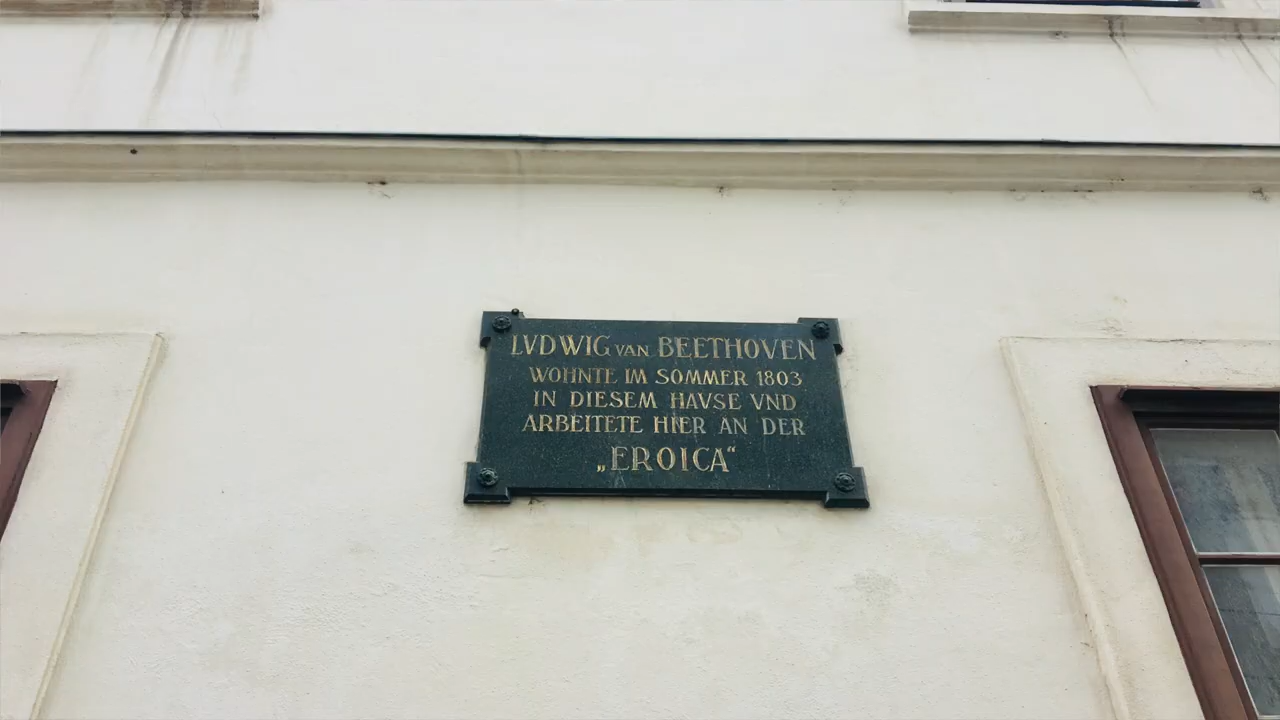 LVDWIG VAN BEETHOVEN
WOHNTE IM SOMMER 1803
IN DIESEM HAVSE VND
ARBEITETE HIER AN DER
„EROICA“